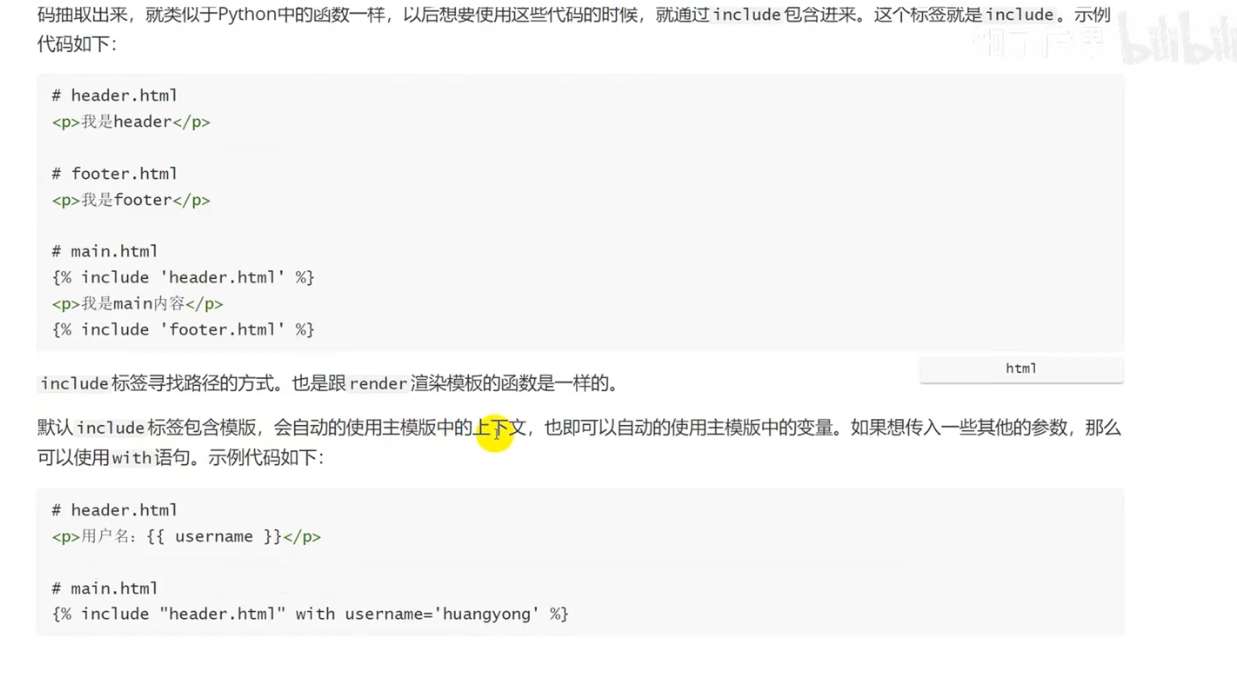 码抽取出来，就类似于Python中的函数一样，以后想要使用这些代码的时候，就通过include包含进来。这个标签就是include。示例
代码如下：
# header.html
<p>我是header</p>
# footer.html
<p>我是footer</p>
# main.html
{% include 'header.html' %}
<p>我是main内容</p>
{% include 'footer.html' %}
html
include标签寻找路径的方式。也是跟render渲染模板的函数是一样的。
默认include标签包含模版，会自动的使用主模版中的上下文，也即可以自动的使用主模版中的变量。如果想传入一些其他的参数，那么
可以使用with语句。示例代码如下：
# header.html
<p>用户名：{{ username }}</p>
# main.html
{% include "header.html" with username='huangyong' %}
bilibili